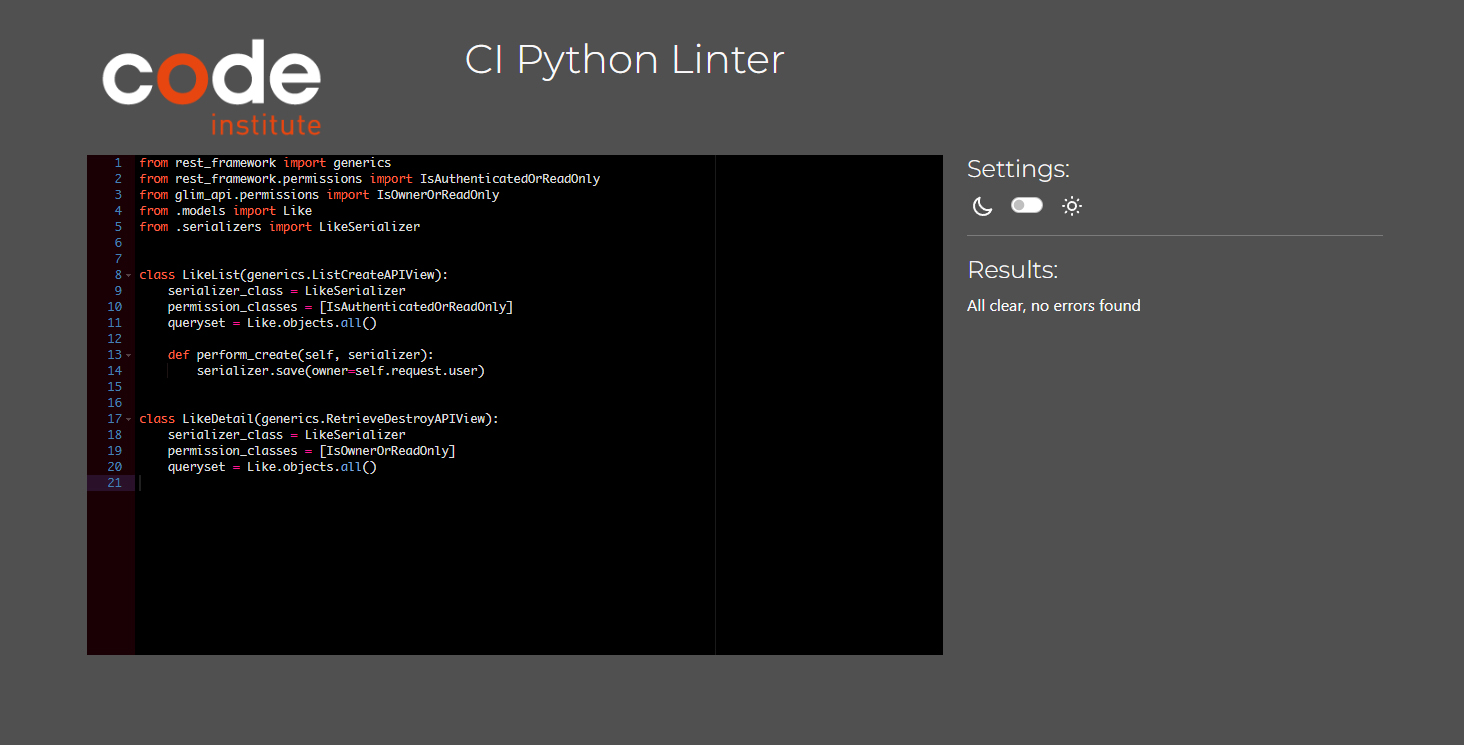 code
institute
CI Python Linter
1 from rest_framework import generics
2 from rest_framework.permissions import IsAuthenticatedOrReadOnly
3 from glim_api.permissions import IsOwnerOrReadOnly
4 from .models import Like
5 from .serializers import LikeSerializer
6
7
8 class LikeList(generics.ListCreateAPIView):
9     serializer_class = LikeSerializer
10     permission_classes = [IsAuthenticatedOrReadOnly]
11     queryset = Like.objects.all()
12
13     def perform_create(self, serializer):
14         serializer.save(owner=self.request.user)
15
16
17 class LikeDetail(generics.RetrieveDestroyAPIView):
18     serializer_class = LikeSerializer
19     permission_classes = [IsOwnerOrReadOnly]
20     queryset = Like.objects.all()
21
Settings:
Results:
All clear, no errors found